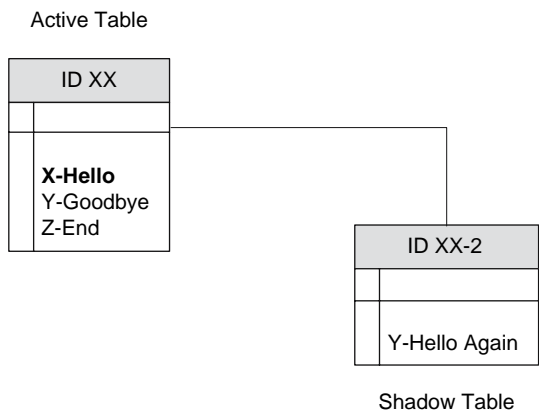 Active Table
ID XX
X-Hello
Y-Goodbye
Z-End
ID XX-2
Y-Hello Again
Shadow Table